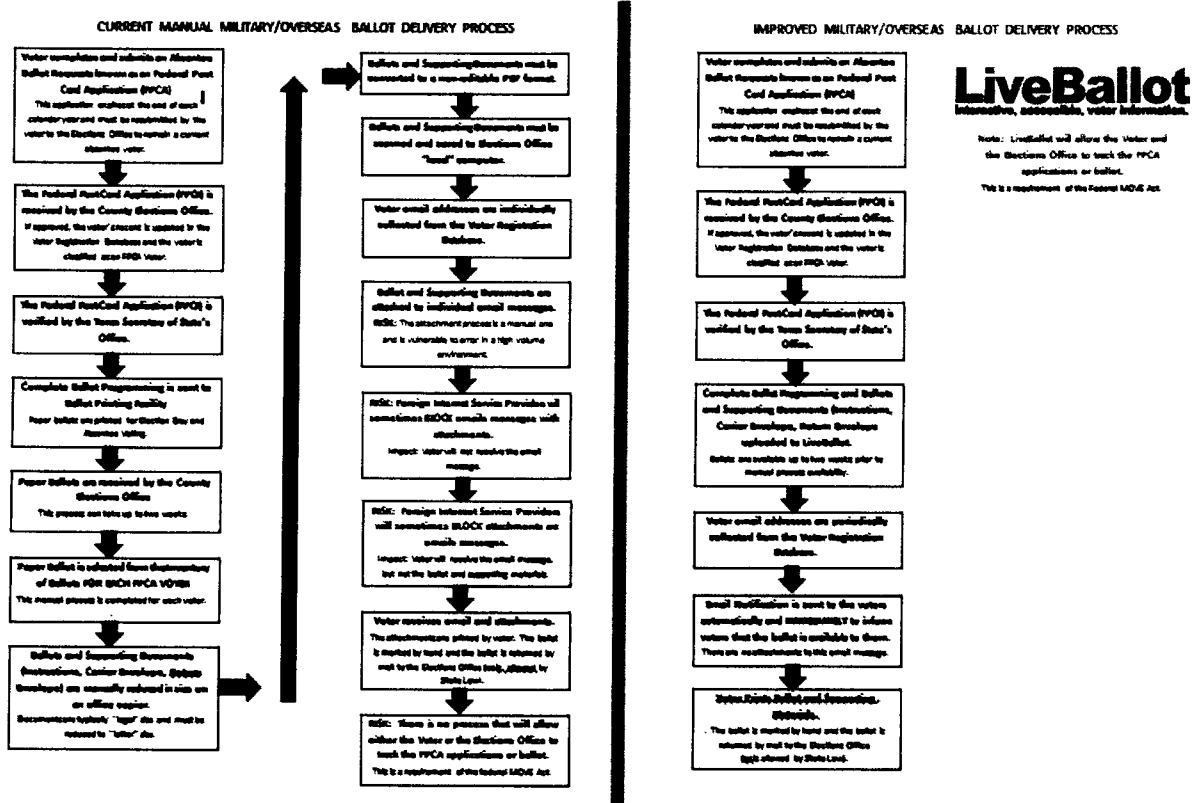 CURRENT MANUAL MILITARY/OVERSEAS BALLOT DELIVERY PROCESS
Voter completes and submits an Absentee
Ballot Requests known as an Federal Post
Card Application (FPCA)
This application expires at the end of each
calendar year and must be resubmitted by the
voter to the Elections Office to remain a current
absentee voter.
The Federal PostCard Application (FPCA) is
received by the County Elections Office.
If approved, the voter's record is updated in the
Voter Registration Database and the voter is
classified as an FPCA Voter.
The Federal PostCard Application (FPCA) is
verified by the Texas Secretary of State's
Office.
Complete Ballot Programming is sent to
Ballot Printing Facility
Paper ballots are printed for Election Day and
Absentee Voting.
Paper Ballots are received by the County
Elections Office
This process can take up to two weeks
Paper Ballot is selected from the inventory
of Ballots FOR EACH FPCA VOTER
This manual process is completed for each voter.
Ballots and Supporting Documents
(Instructions, Carrier Envelope, Return
Envelope) are manually reduced in size on
an office copier.
Documents are typically "legal" size and must be
reduced to "letter" size.
Ballots and Supporting Documents must be
converted to a non-editable PDF format.
Ballots and Supporting Documents must be
scanned and saved to Elections Office
"local" computer.
Voter email addresses are individually
collected from the Voter Registration
Database.
Ballot and Supporting Documents are
attached to individual email messages.
RISK: The attachment process is a manual one
and is vulnerable to error in a high volume
environment.
RISK: Foreign Internet Service Providers will
sometimes BLOCK emails messages with
attachments.
Impact: Voter will not receive the email
message.
RISK: Foreign Internet Service Providers
will sometimes BLOCK attachments on
emails messages.
Impact: Voter will receive the email message,
but not the ballot and supporting materials.
Voter receives email and attachments.
The attachments are printed by voter. The ballot
is marked by hand and the ballot is returned by
mail to the Elections Office (only allowed by
State Law).
RISK: There is no process that will allow
either the Voter or the Elections Office to
track the FPCA applications or ballot.
This is a requirement of the federal MOVE Act.
IMPROVED MILITARY/OVERSEAS BALLOT DELIVERY PROCESS
Voter completes and submits an Absentee
Ballot Requests known as an Federal Post
Card Application (FPCA)
This application expires at the end of each
calendar year and must be resubmitted by the
voter to the Elections Office to remain a current
absentee voter.
The Federal PostCard Application (FPCA) is
received by the County Elections Office.
If approved, the voter's record is updated in the
Voter Registration Database and the voter is
classified as an FPCA Voter.
The Federal PostCard Application (FPCA) is
verified by the Texas Secretary of State's
Office.
Complete Ballot Programming and Ballots
and Supporting Documents (Instructions,
Carrier Envelope, Return Envelope
uploaded to LiveBallot.
Ballots are available up to two weeks prior to
manual process availability.
Voter email addresses are periodically
collected from the Voter Registration
Database.
Email Notification is sent to the voters
automatically and to inform
voters that the ballot is available to them.
There are no attachments to this email message.
Voter Prints Ballot and Supporting
Materials.
The ballot is marked by hand and the ballot is
returned by mail to the Elections Office
allowed by State Law).
LiveBallot
Interactive, accessible, voter information.
Note: LiveBallot will allow the Voter and
the Elections Office to track the FPCA
applications or ballot.
This is a requirement of the Federal MOVE Act.